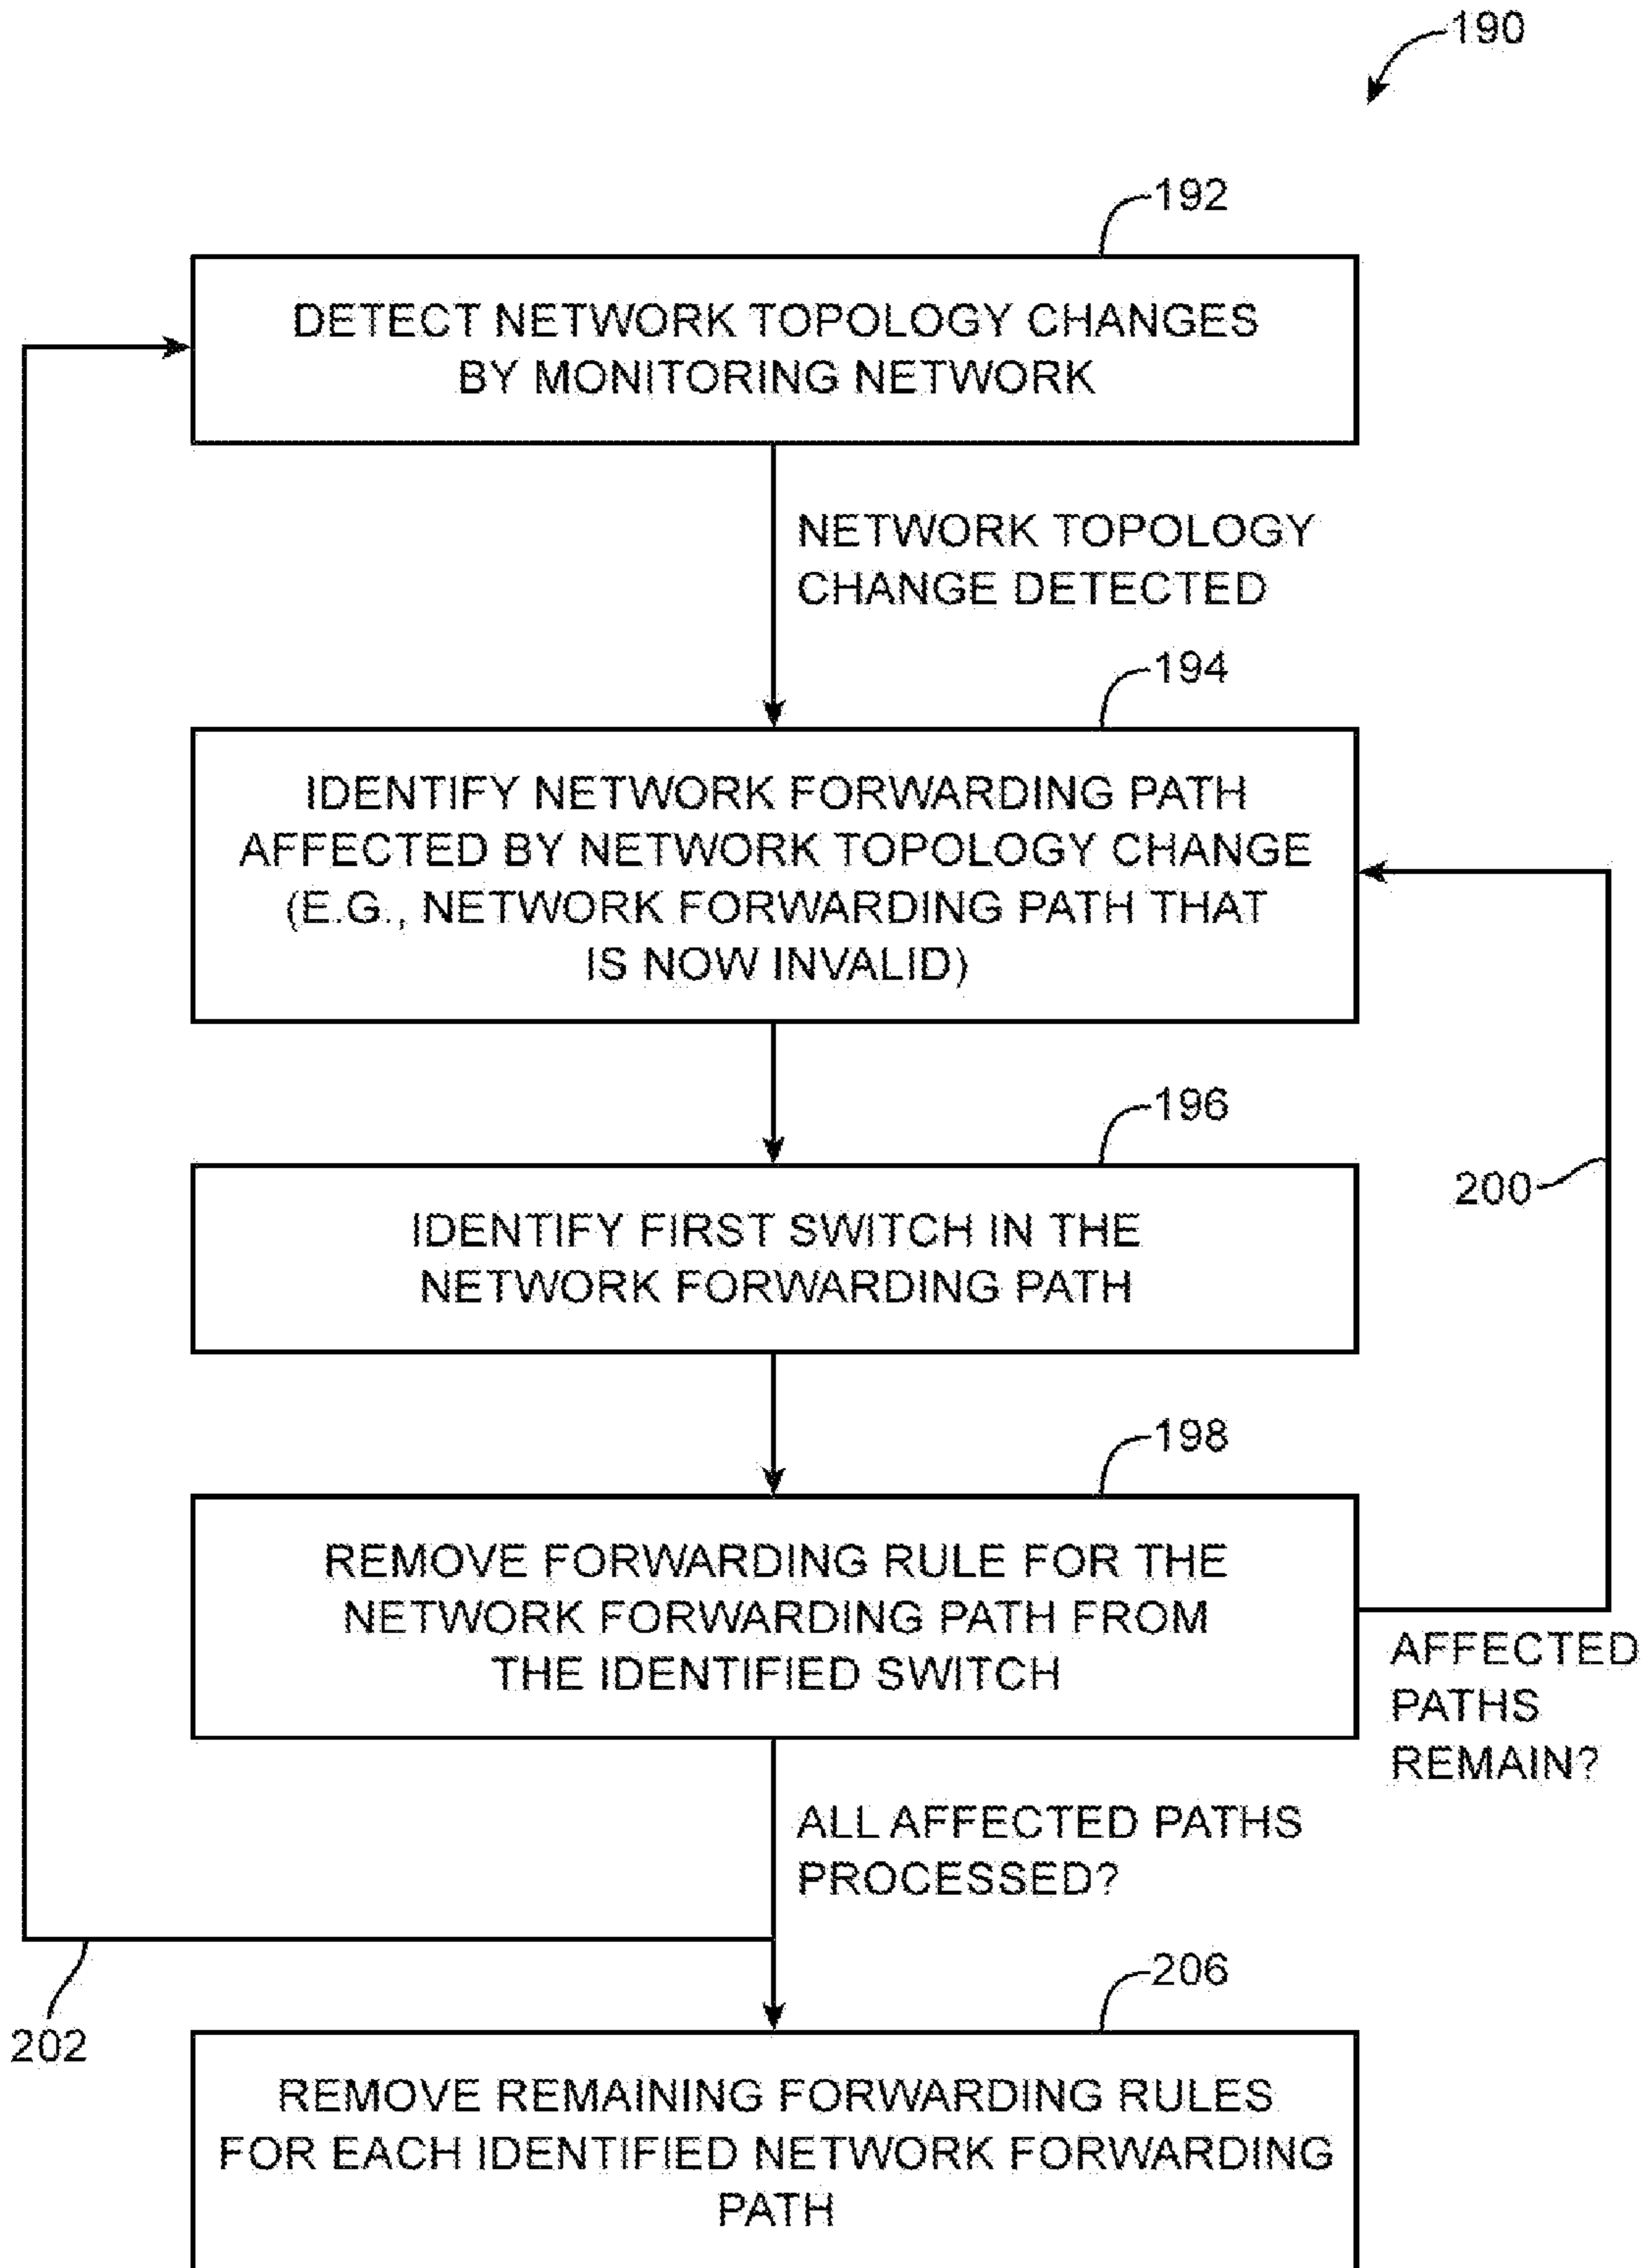 190
192
DETECT NETWORK TOPOLOGY CHANGES
BY MONITORING NETWORK
NETWORK TOPOLOGY
CHANGE DETECTED
194
IDENTIFY NETWORK FORWARDING PATH
AFFECTED BY NETWORK TOPOLOGY CHANGE
(E.G., NETWORK FORWARDING PATH THAT
IS NOW INVALID)
196
200
IDENTIFY FIRST SWITCH IN THE
NETWORK FORWARDING PATH
198
REMOVE FORWARDING RULE FOR THE
NETWORK FORWARDING PATH FROM
THE IDENTIFIED SWITCH
AFFECTED
PATHS
REMAIN?
ALL AFFECTED PATHS
PROCESSED?
202
206
REMOVE REMAINING FORWARDING RULES
FOR EACH IDENTIFIED NETWORK FORWARDING
PATH